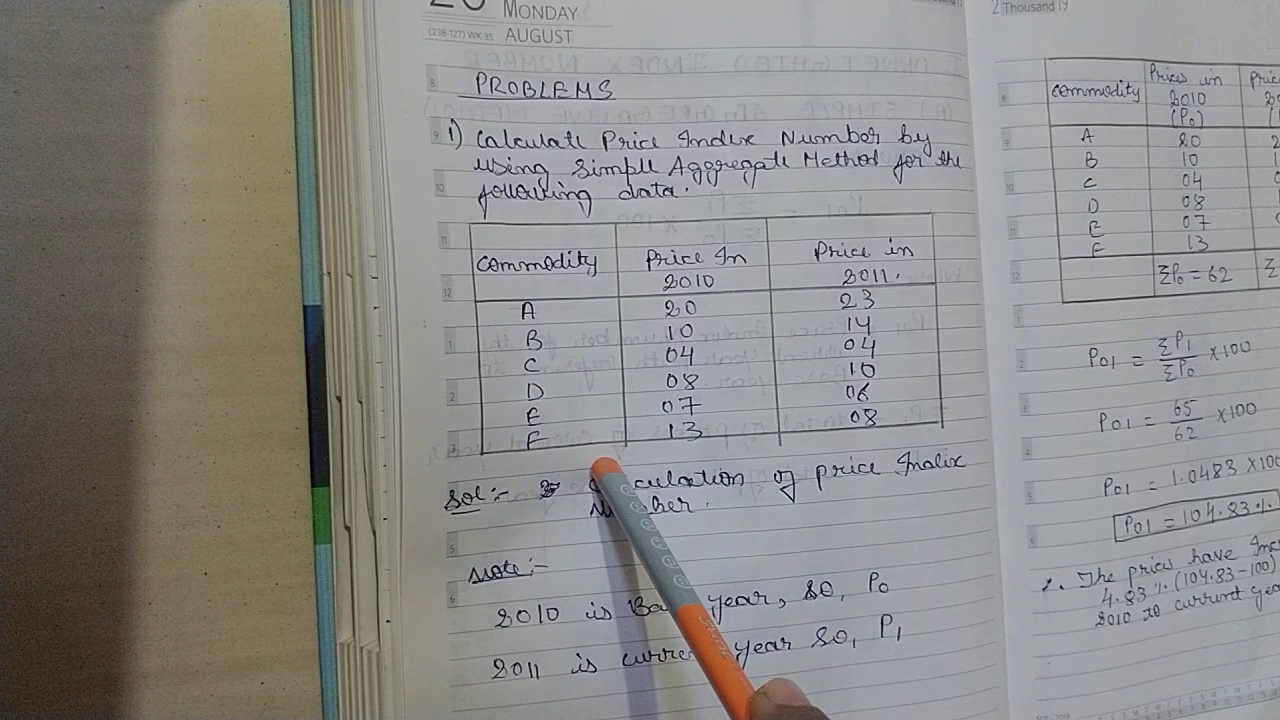 MONDAY
(238-127) WK 35 AUGUST
PROBLEMS
1) Calculate Price Index Number by
using Simple Aggregate Method for the
following data.
Commodity Price In 2010 Price in 2011.
A 20 23
B 10 14
C 04 04
D 08 10
E 07 06
F 13 08
Sol:- Calculation of price Index
Number.
Note:-
2010 is Base year, SO, P0
2011 is current year SO, P1
2 Thousand 19
Commodity Prices in 2010 (P0)
A 20
B 10
C 04
D 08
E 07
F 13
ΣP0 = 62
P01 = ΣP1/ΣP0 ×100
P01 = 65/62 ×100
P01 = 1.0483 ×100
P01 = 104.83%
The prices have
4.83% (104.83-100)
2010 to current